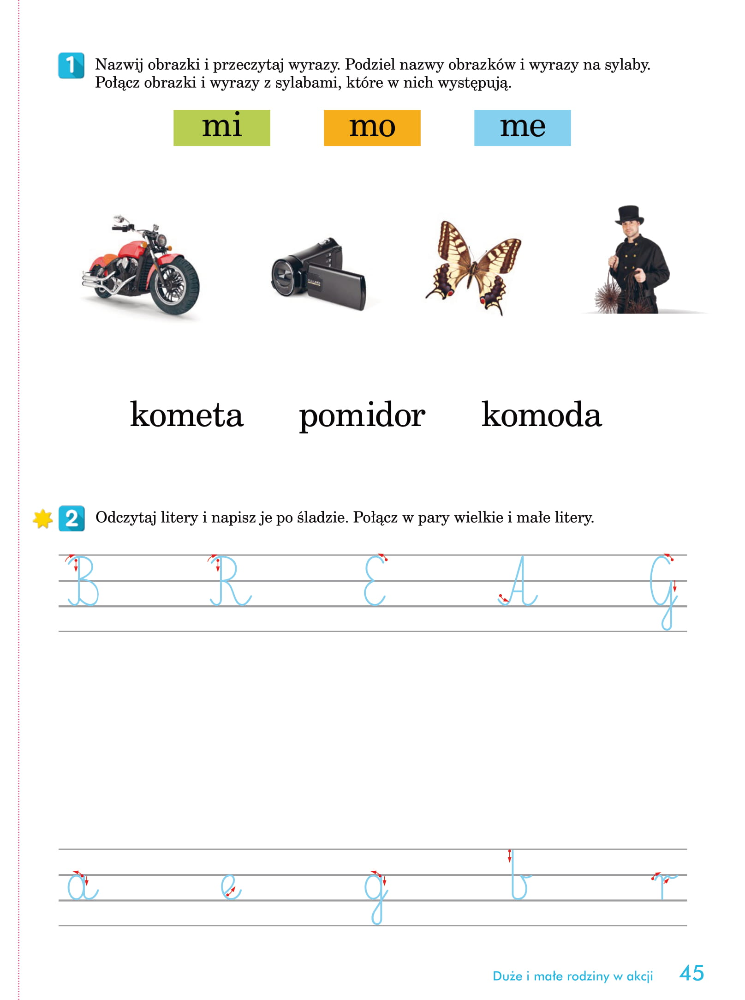 1 Nazwij obrazki i przeczytaj wyrazy. Podziel nazwy obrazków i wyrazy na sylaby.
Połącz obrazki i wyrazy z sylabami, które w nich występują.
mi mo me
FULL HD
kometa pomidor komoda
2 Odczytaj litery i napisz je po śladzie. Połącz w pary wielkie i małe litery.
B R E A G
a e g b r
Duże i małe rodziny w akcji 45